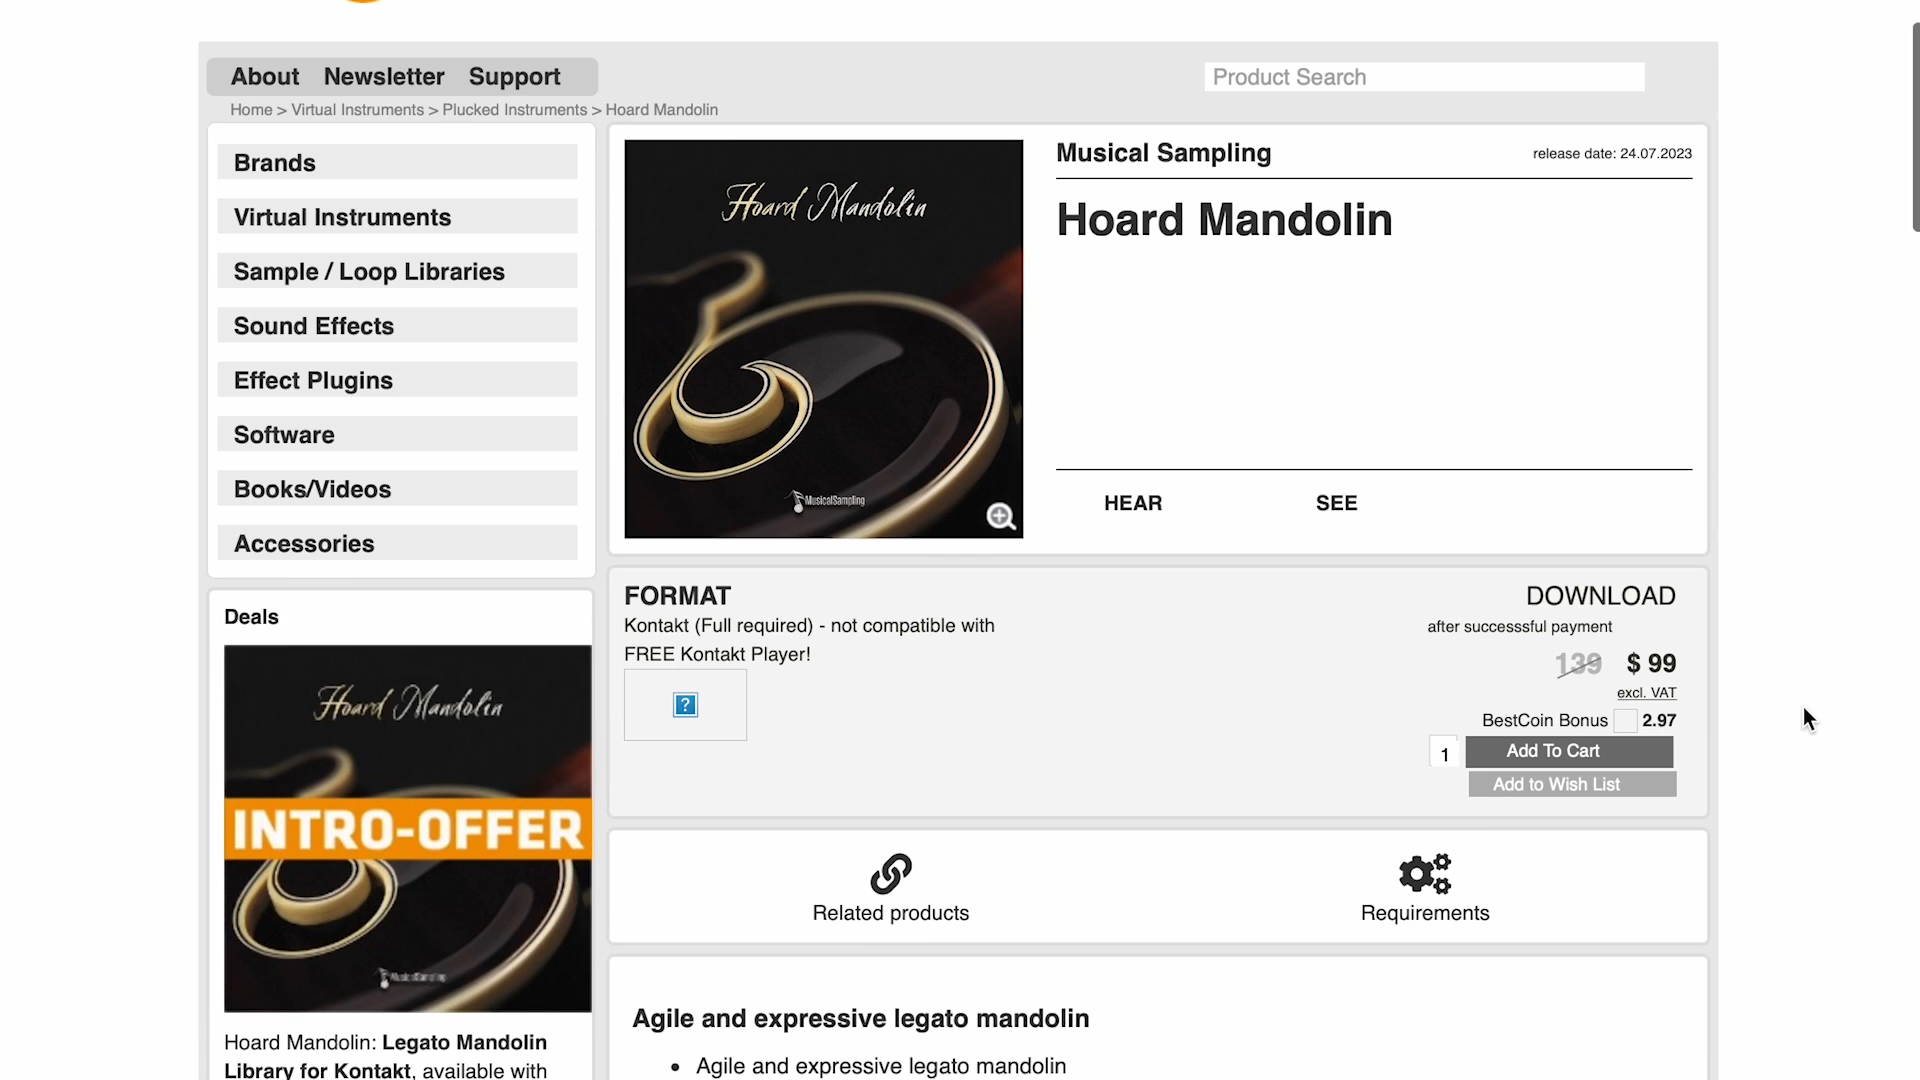 About Newsletter Support
Product Search
Home > Virtual Instruments > Plucked Instruments > Hoard Mandolin
Brands
Virtual Instruments
Sample / Loop Libraries
Sound Effects
Effect Plugins
Software
Books/Videos
Accessories
Hoard Mandolin
MusicalSampling
Musical Sampling
release date: 24.07.2023
Hoard Mandolin
HEAR SEE
Deals
Hoard Mandolin
INTRO-OFFER
MusicalSampling
Hoard Mandolin: Legato Mandolin
Library for Kontakt, available with
FORMAT
Kontakt (Full required) - not compatible with
FREE Kontakt Player!
?
DOWNLOAD
after successsful payment
139 $ 99
excl. VAT
BestCoin Bonus 2.97
1 Add To Cart
Add to Wish List
Related products
Requirements
Agile and expressive legato mandolin
• Agile and expressive legato mandolin